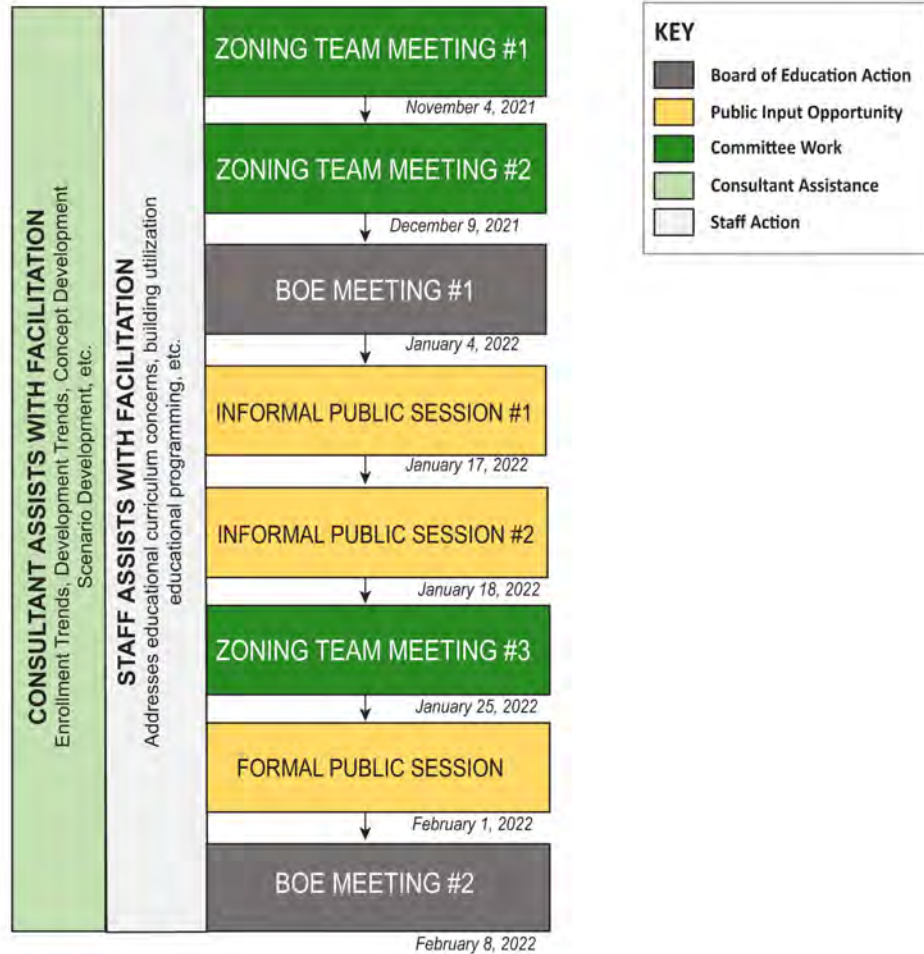 CONSULTANT ASSISTS WITH FACILITATION
Enrollment Trends, Development Trends, Concept Development
Scenario Development, etc.
STAFF ASSISTS WITH FACILITATION
Addresses educational curriculum concerns, building utilization
educational programming, etc.
ZONING TEAM MEETING #1
November 4, 2021
ZONING TEAM MEETING #2
December 9, 2021
BOE MEETING #1
January 4, 2022
INFORMAL PUBLIC SESSION #1
January 17, 2022
INFORMAL PUBLIC SESSION #2
January 18, 2022
ZONING TEAM MEETING #3
January 25, 2022
FORMAL PUBLIC SESSION
February 1, 2022
BOE MEETING #2
February 8, 2022
KEY
Board of Education Action
Public Input Opportunity
Committee Work
Consultant Assistance
Staff Action